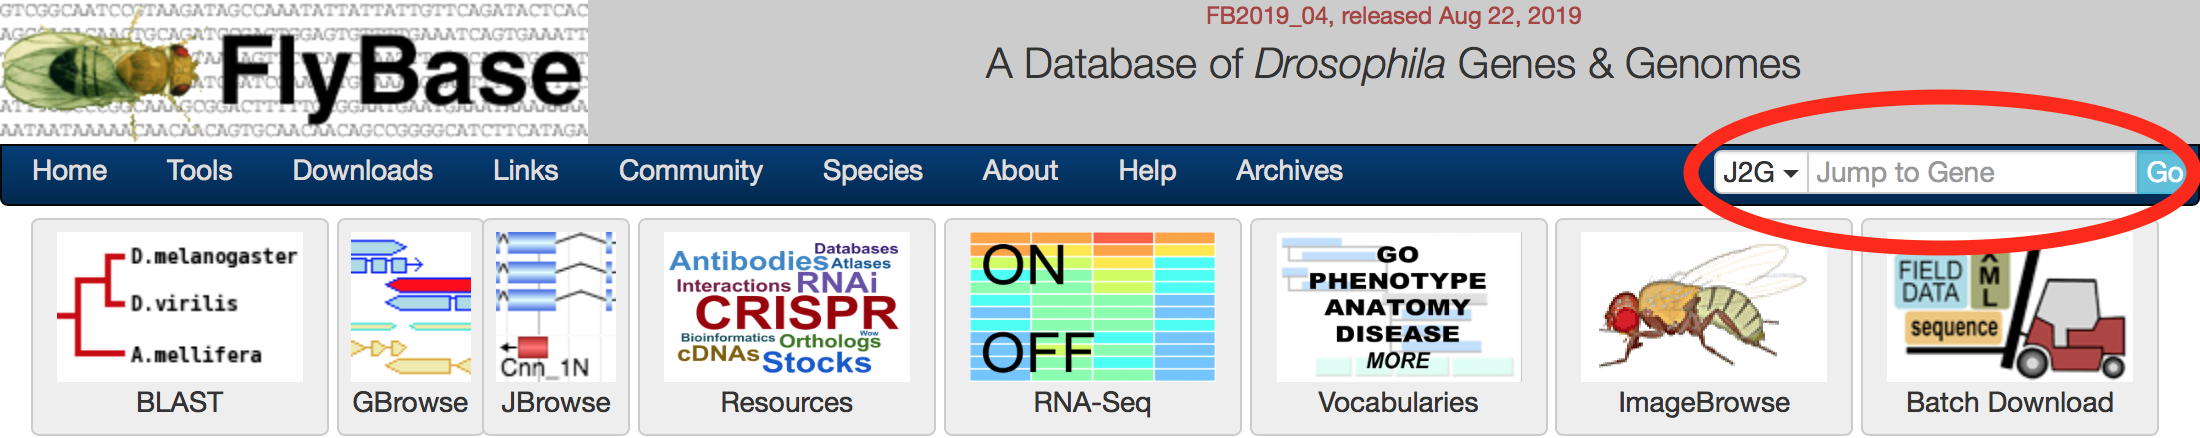 FB2019_04, released Aug 22, 2019
FlyBase
A Database of Drosophila Genes & Genomes
Home Tools Downloads Links Community Species About Help Archives J2G Jump to Gene Go
D.melanogaster
D.virilis
A.mellifera
BLAST
GBrowse
Cnn_1N
JBrowse
Databases
Antibodies Atlases
Interactions RNAi
CRISPR
Wow
Bioinformatics Orthologs
cDNAs Stocks
Resources
ON
OFF
RNA-Seq
GO
PHENOTYPE
ANATOMY
DISEASE
MORE
Vocabularies
ImageBrowse
FIELD
DATA
XML
sequence
Batch Download